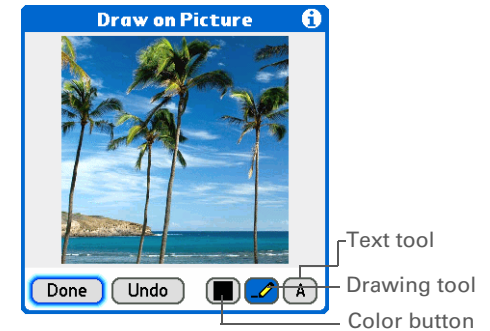 Draw on Picture i
Text tool
Done Undo A Drawing tool
Color button